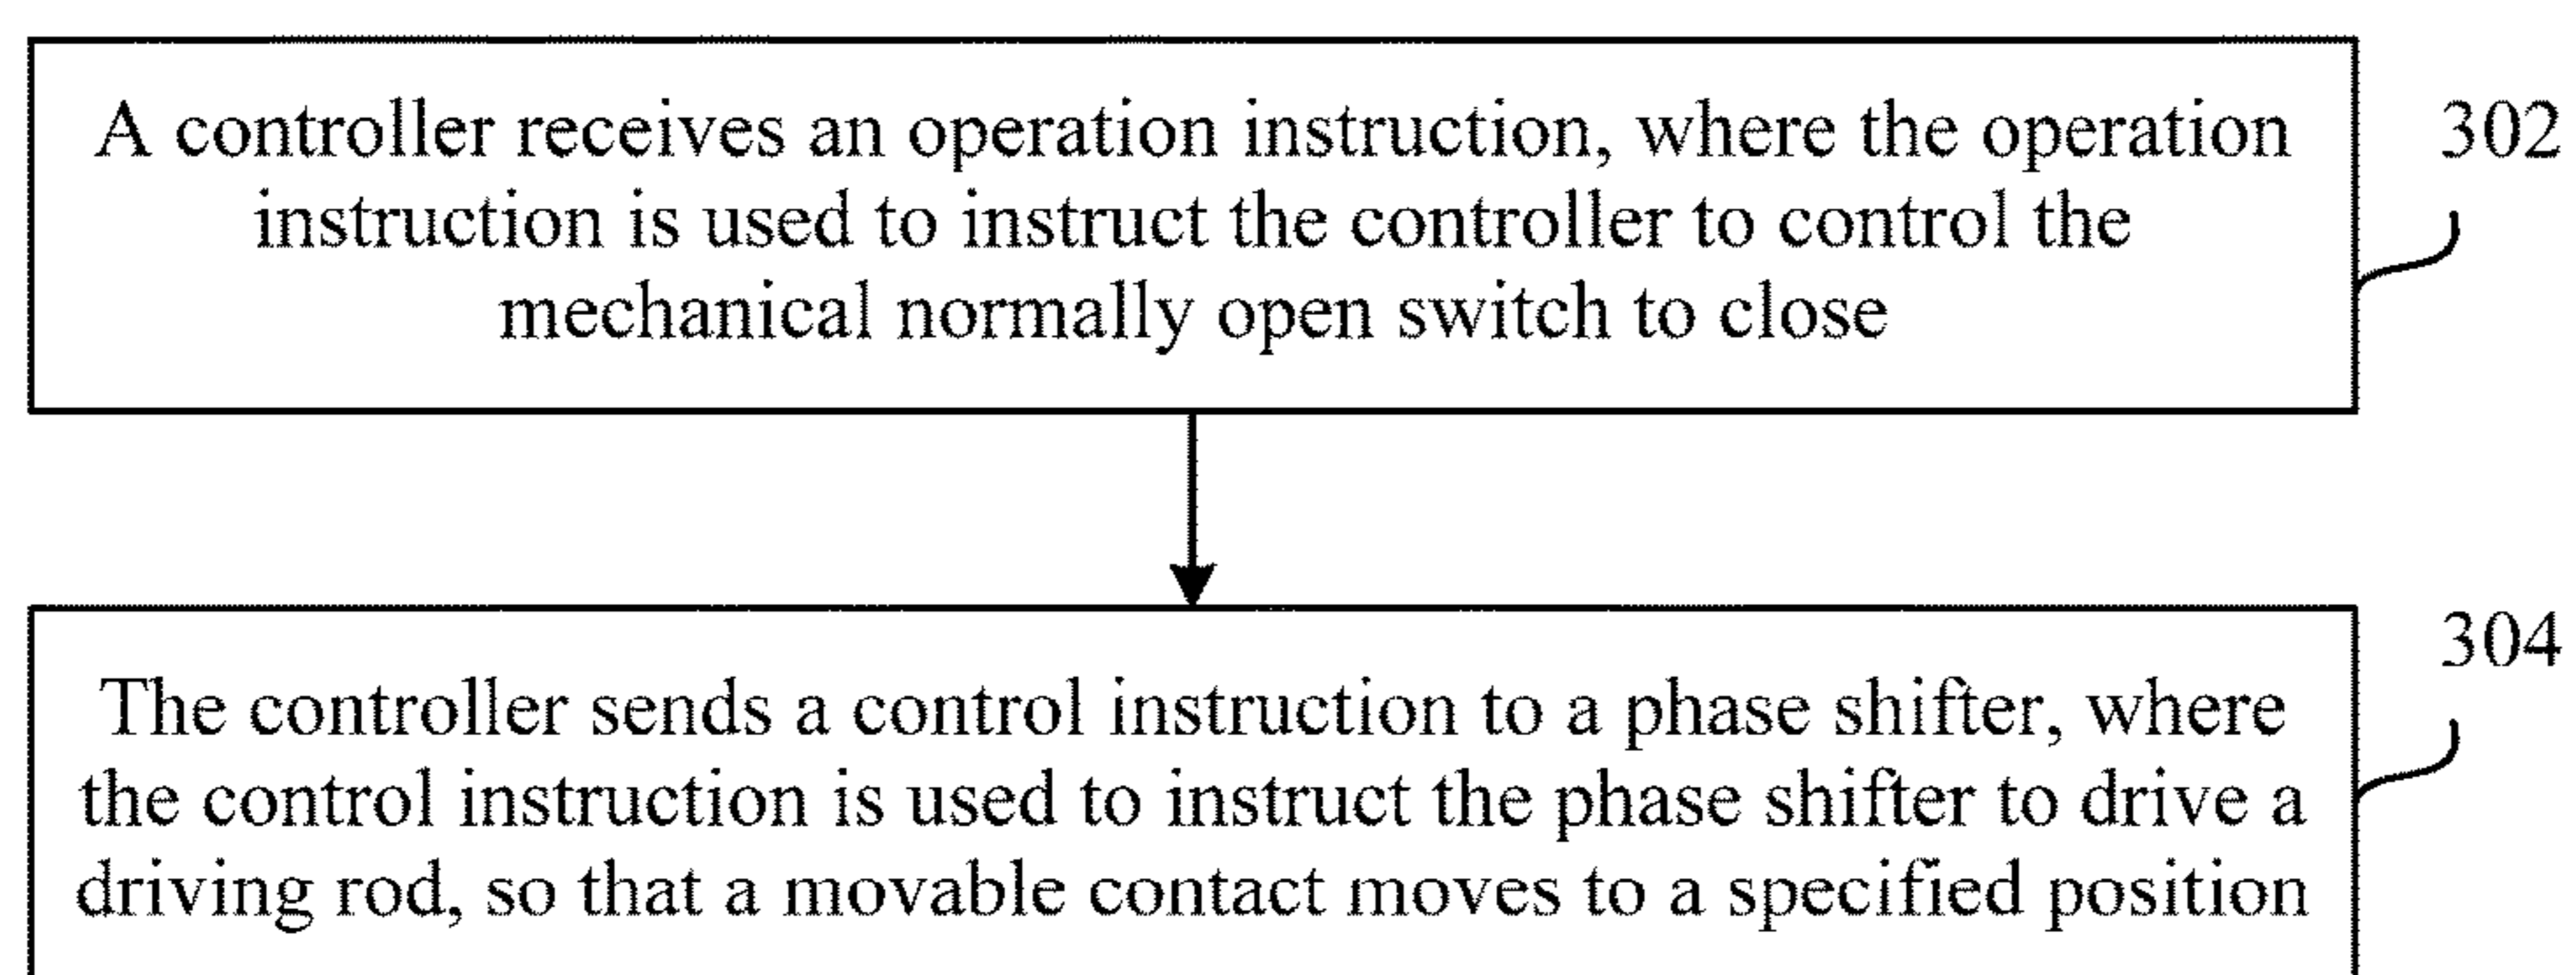 A controller receives an operation instruction, where the operation
instruction is used to instruct the controller to control the
mechanical normally open switch to close
302
The controller sends a control instruction to a phase shifter, where
the control instruction is used to instruct the phase shifter to drive a
driving rod, so that a movable contact moves to a specified position
304